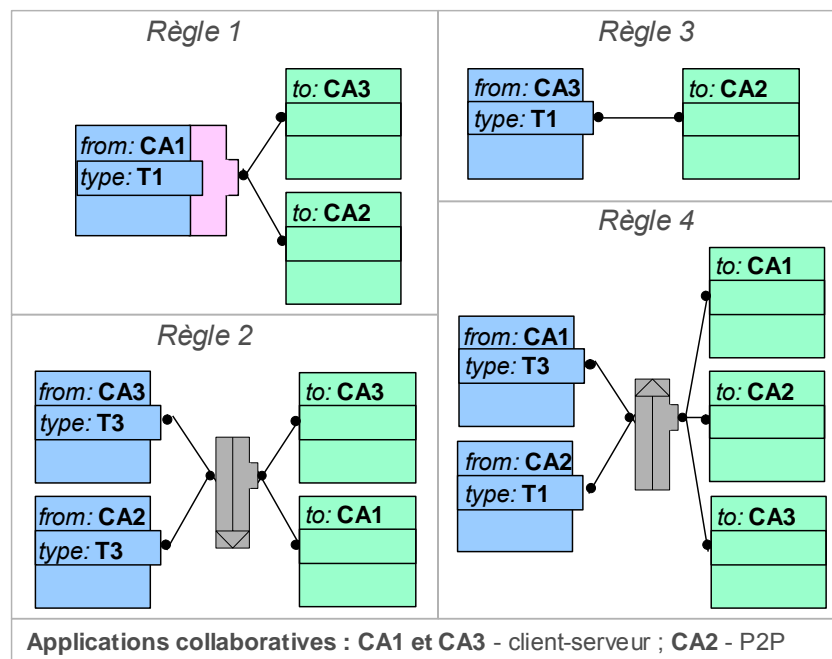 Règle 1
to: CA3
from: CA1
type: T1
to: CA2
Règle 3
from: CA3
type: T1
to: CA2
Règle 2
from: CA3
type: T3
to: CA3
from: CA2
type: T3
to: CA1
Règle 4
to: CA1
from: CA1
type: T3
to: CA2
from: CA2
type: T1
to: CA3
Applications collaboratives : CA1 et CA3 - client-serveur ; CA2 - P2P